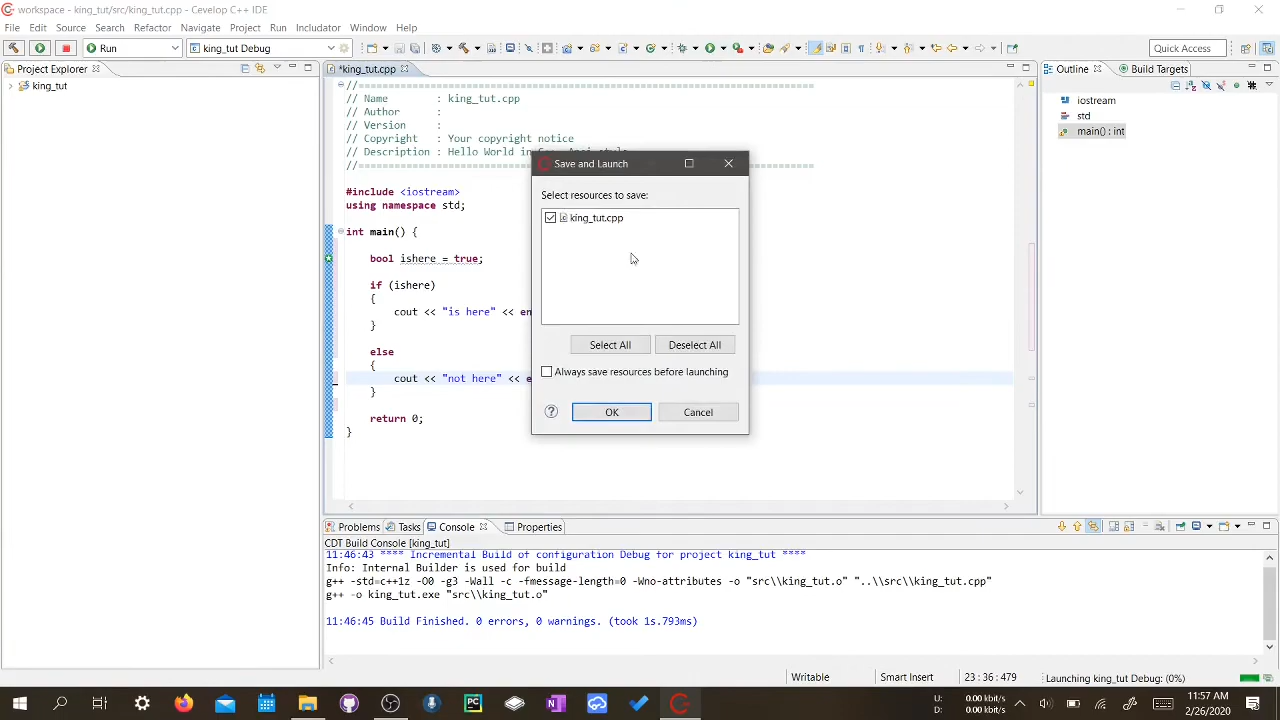 workspace - king_tut/src/king_tut.cpp - Cevelop C++ IDE
File Edit Source Search Refactor Navigate Project Run Includator Window Help
Run king_tut Debug Quick Access
Project Explorer
king_tut
*king_tut.cpp
//============================================================================
// Name : king_tut.cpp
// Author :
// Version :
// Copyright : Your copyright notice
// Description : Hello World in
//============================================================================
#include <iostream>
using namespace std;
int main() {
bool ishere = true;
if (ishere)
{
cout << "is here" <<
}
else
{
cout << "not here" <<
}
return 0;
}
Save and Launch
Select resources to save:
king_tut.cpp
Select All Deselect All
Always save resources before launching
OK Cancel
Outline Build Targets
iostream
std
main() : int
Problems Tasks Console Properties
CDT Build Console [king_tut]
11:46:43 **** Incremental Build of configuration Debug for project king_tut ****
Info: Internal Builder is used for build
g++ -std=c++1z -O0 -g3 -Wall -c -fmessage-length=0 -Wno-attributes -o "src\\king_tut.o" "..\\src\\king_tut.cpp"
g++ -o king_tut.exe "src\\king_tut.o"
11:46:45 Build Finished. 0 errors, 0 warnings. (took 1s.793ms)
Writable Smart Insert 23 : 36 : 479 Launching king_tut Debug: (0%)
U: 0.00 kbit/s
D: 0.00 kbit/s
11:57 AM
2/26/2020